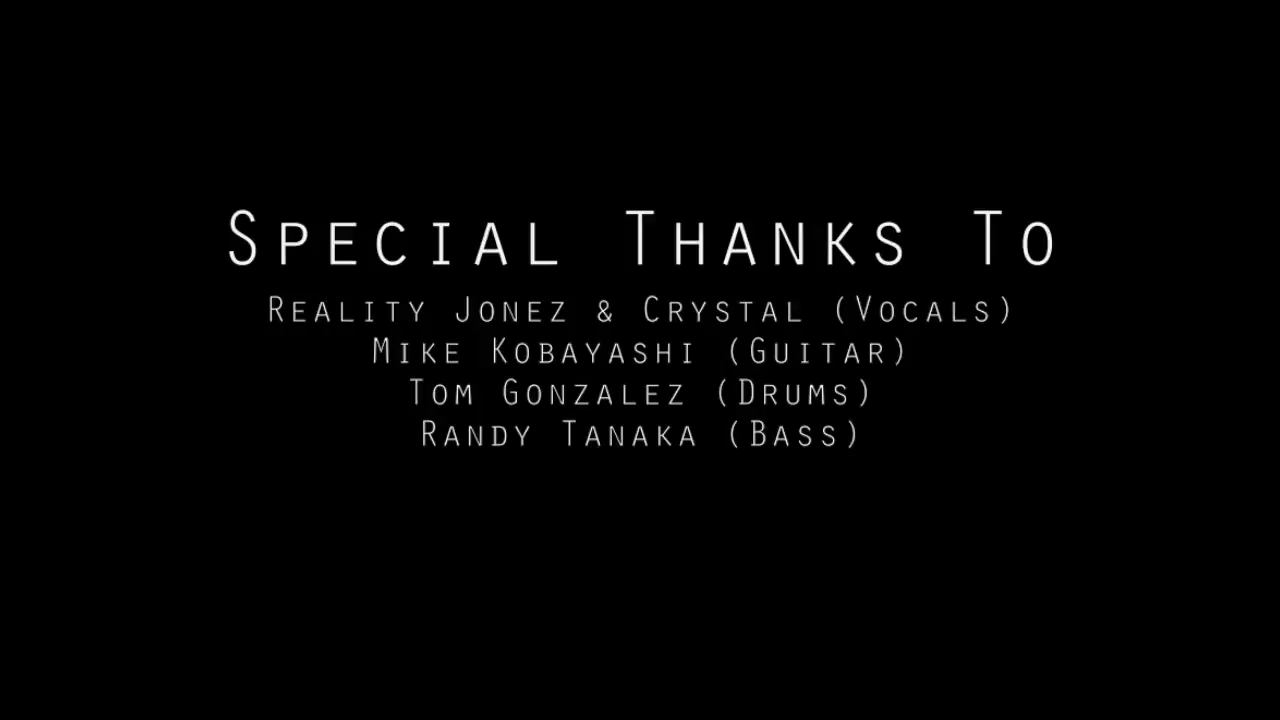 Special Thanks To
Reality Jonez & Crystal (Vocals)
Mike Kobayashi (Guitar)
Tom Gonzalez (Drums)
Randy Tanaka (Bass)